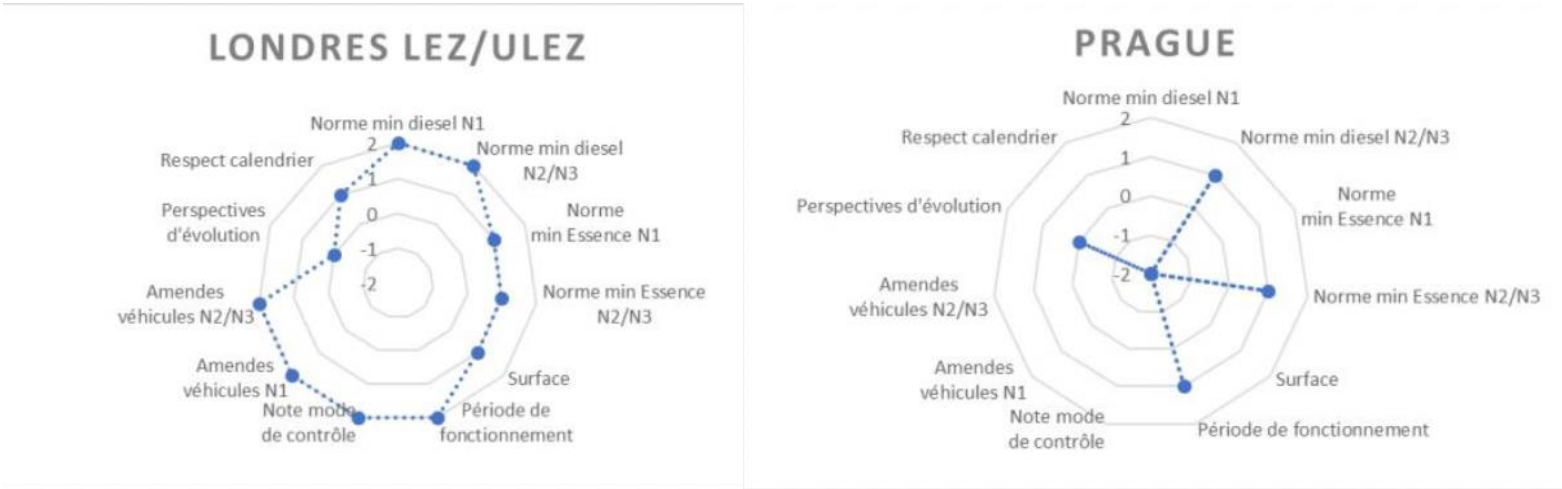 LONDRES LEZ/ULEZ
Norme min diesel N1
Norme min diesel
N2/N3
Norme
min Essence N1
Norme min Essence
N2/N3
Surface
Période de
fonctionnement
Note mode
de contrôle
Amendes
véhicules N1
Amendes
véhicules N2/N3
Perspectives
d'évolution
Respect calendrier
2
1
0
-1
-2
PRAGUE
Norme min diesel N1
Norme min diesel N2/N3
Norme
min Essence N1
Norme min Essence N2/N3
Surface
Période de fonctionnement
Note mode
de contrôle
Amendes
véhicules N1
Amendes
véhicules N2/N3
Perspectives d'évolution
Respect calendrier
2
1
0
-1
-2